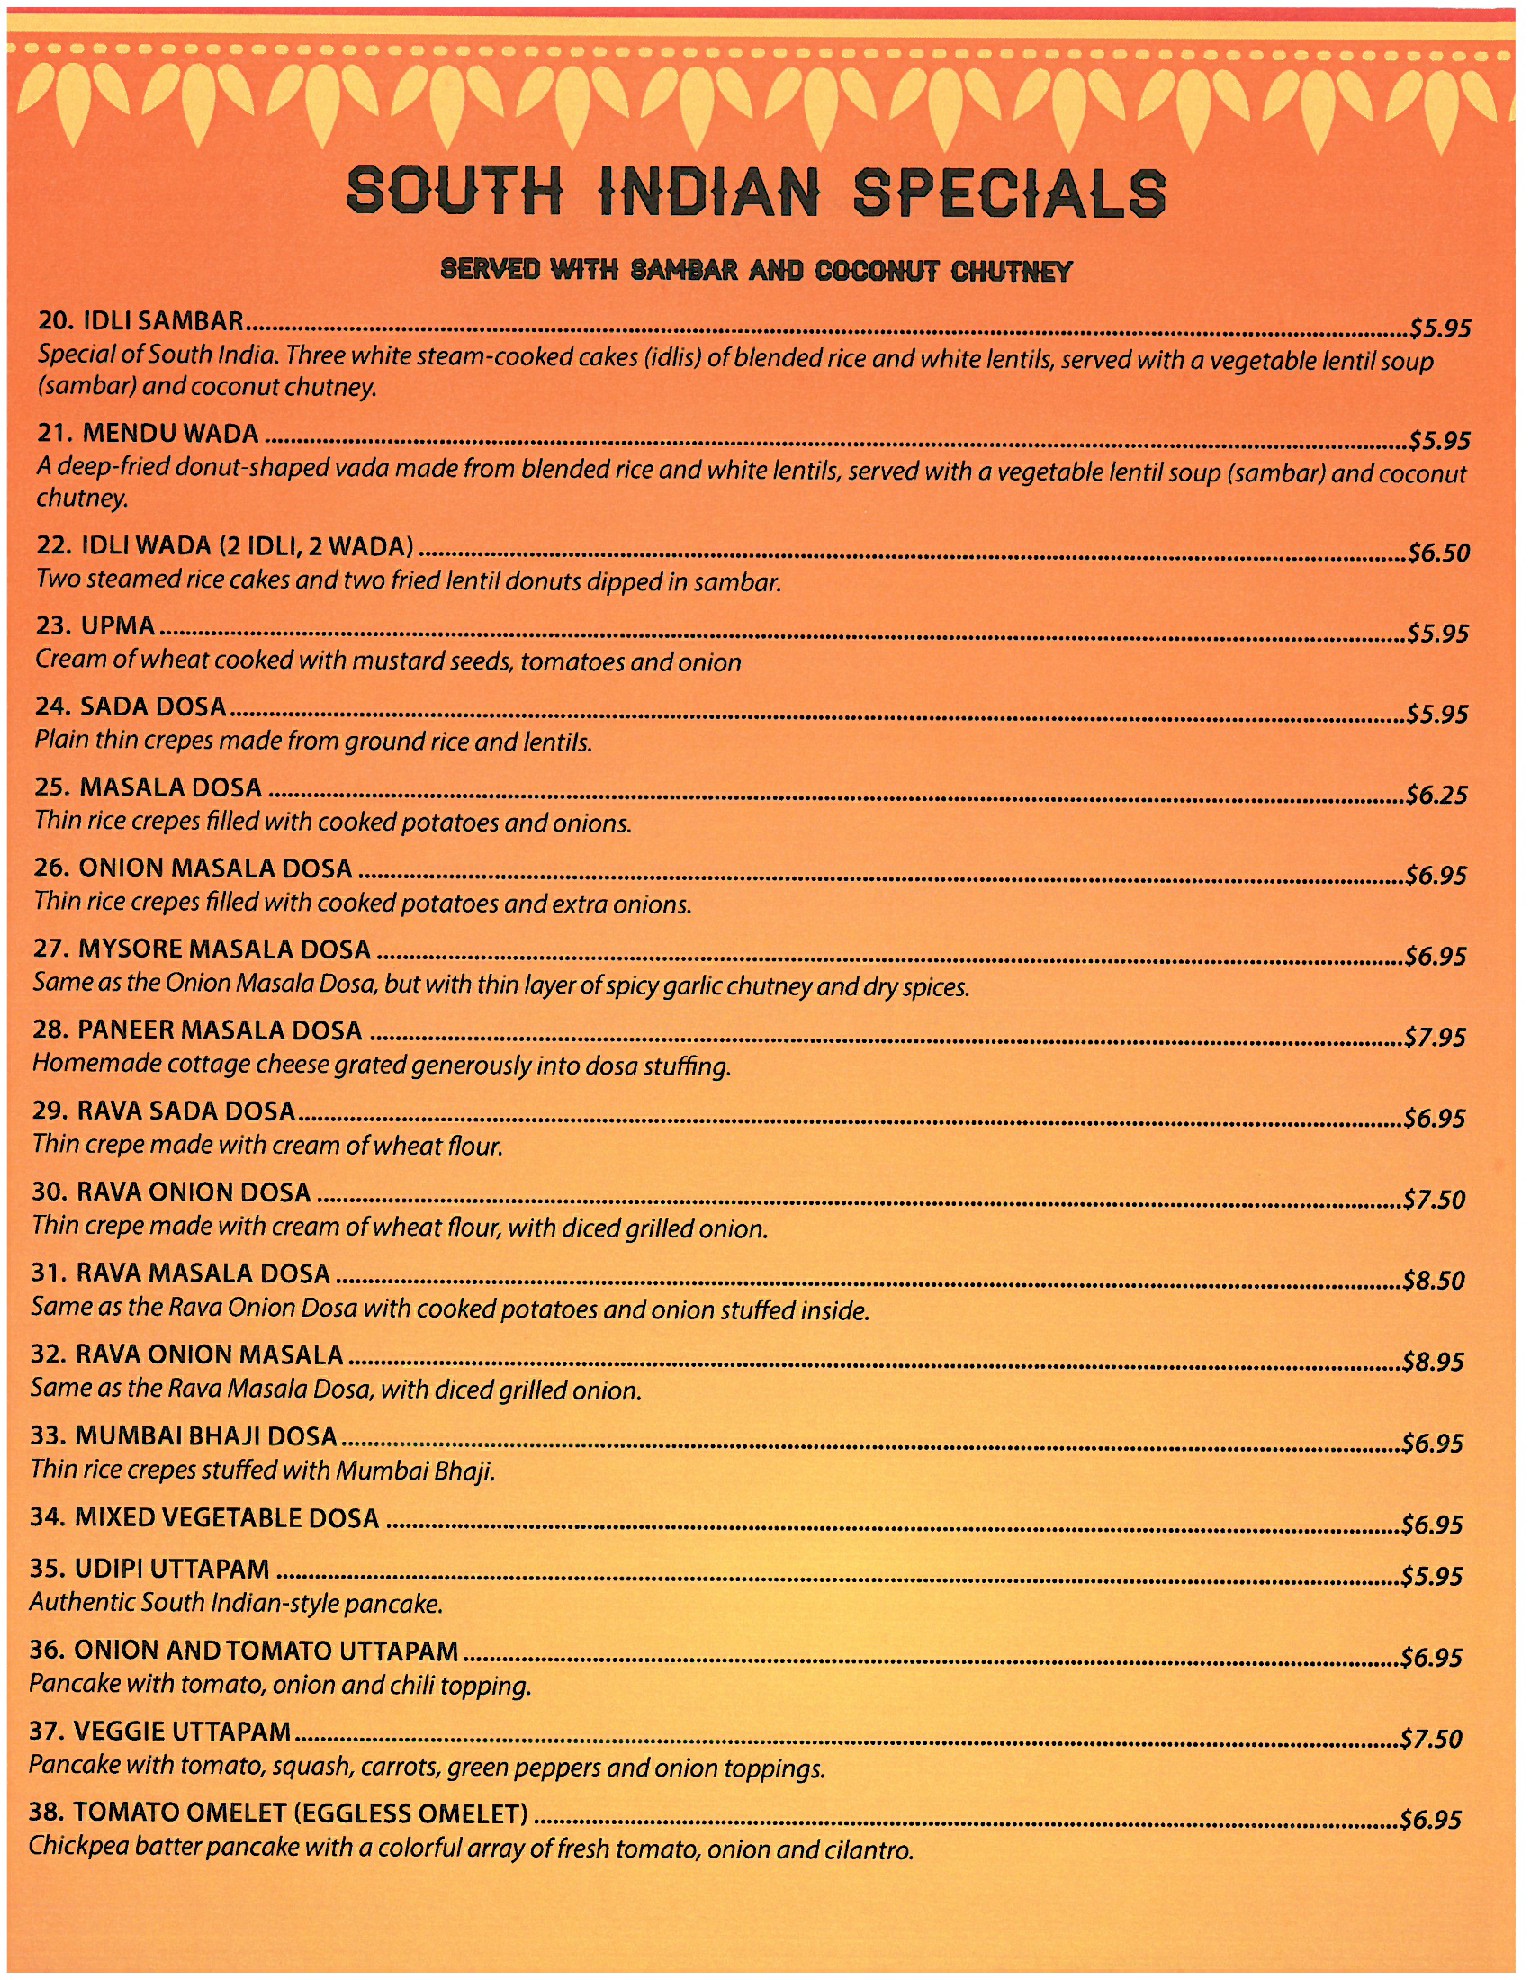 SOUTH INDIAN SPECIALS
SERVED WITH SAMBAR AND COCONUT CHUTNEY
20. IDLI SAMBAR $5.95
Special of South India. Three white steam-cooked cakes (idlis) of blended rice and white lentils, served with a vegetable lentil soup
(sambar) and coconut chutney.
21. MENDU WADA $5.95
A deep-fried donut-shaped vada made from blended rice and white lentils, served with a vegetable lentil soup (sambar) and coconut
chutney.
22. IDLI WADA (2 IDLI, 2 WADA) $6.50
Two steamed rice cakes and two fried lentil donuts dipped in sambar.
23. UPMA $5.95
Cream of wheat cooked with mustard seeds, tomatoes and onion
24. SADA DOSA $5.95
Plain thin crepes made from ground rice and lentils.
25. MASALA DOSA $6.25
Thin rice crepes filled with cooked potatoes and onions.
26. ONION MASALA DOSA $6.95
Thin rice crepes filled with cooked potatoes and extra onions.
27. MYSORE MASALA DOSA $6.95
Same as the Onion Masala Dosa, but with thin layer of spicy garlic chutney and dry spices.
28. PANEER MASALA DOSA $7.95
Homemade cottage cheese grated generously into dosa stuffing.
29. RAVA SADA DOSA $6.95
Thin crepe made with cream of wheat flour.
30. RAVA ONION DOSA $7.50
Thin crepe made with cream of wheat flour, with diced grilled onion.
31. RAVA MASALA DOSA $8.50
Same as the Rava Onion Dosa with cooked potatoes and onion stuffed inside.
32. RAVA ONION MASALA $8.95
Same as the Rava Masala Dosa, with diced grilled onion.
33. MUMBAI BHAJI DOSA $6.95
Thin rice crepes stuffed with Mumbai Bhaji.
34. MIXED VEGETABLE DOSA $6.95
35. UDIPI UTTAPAM $5.95
Authentic South Indian-style pancake.
36. ONION AND TOMATO UTTAPAM $6.95
Pancake with tomato, onion and chili topping.
37. VEGGIE UTTAPAM $7.50
Pancake with tomato, squash, carrots, green peppers and onion toppings.
38. TOMATO OMELET (EGGLESS OMELET) $6.95
Chickpea batter pancake with a colorful array of fresh tomato, onion and cilantro.